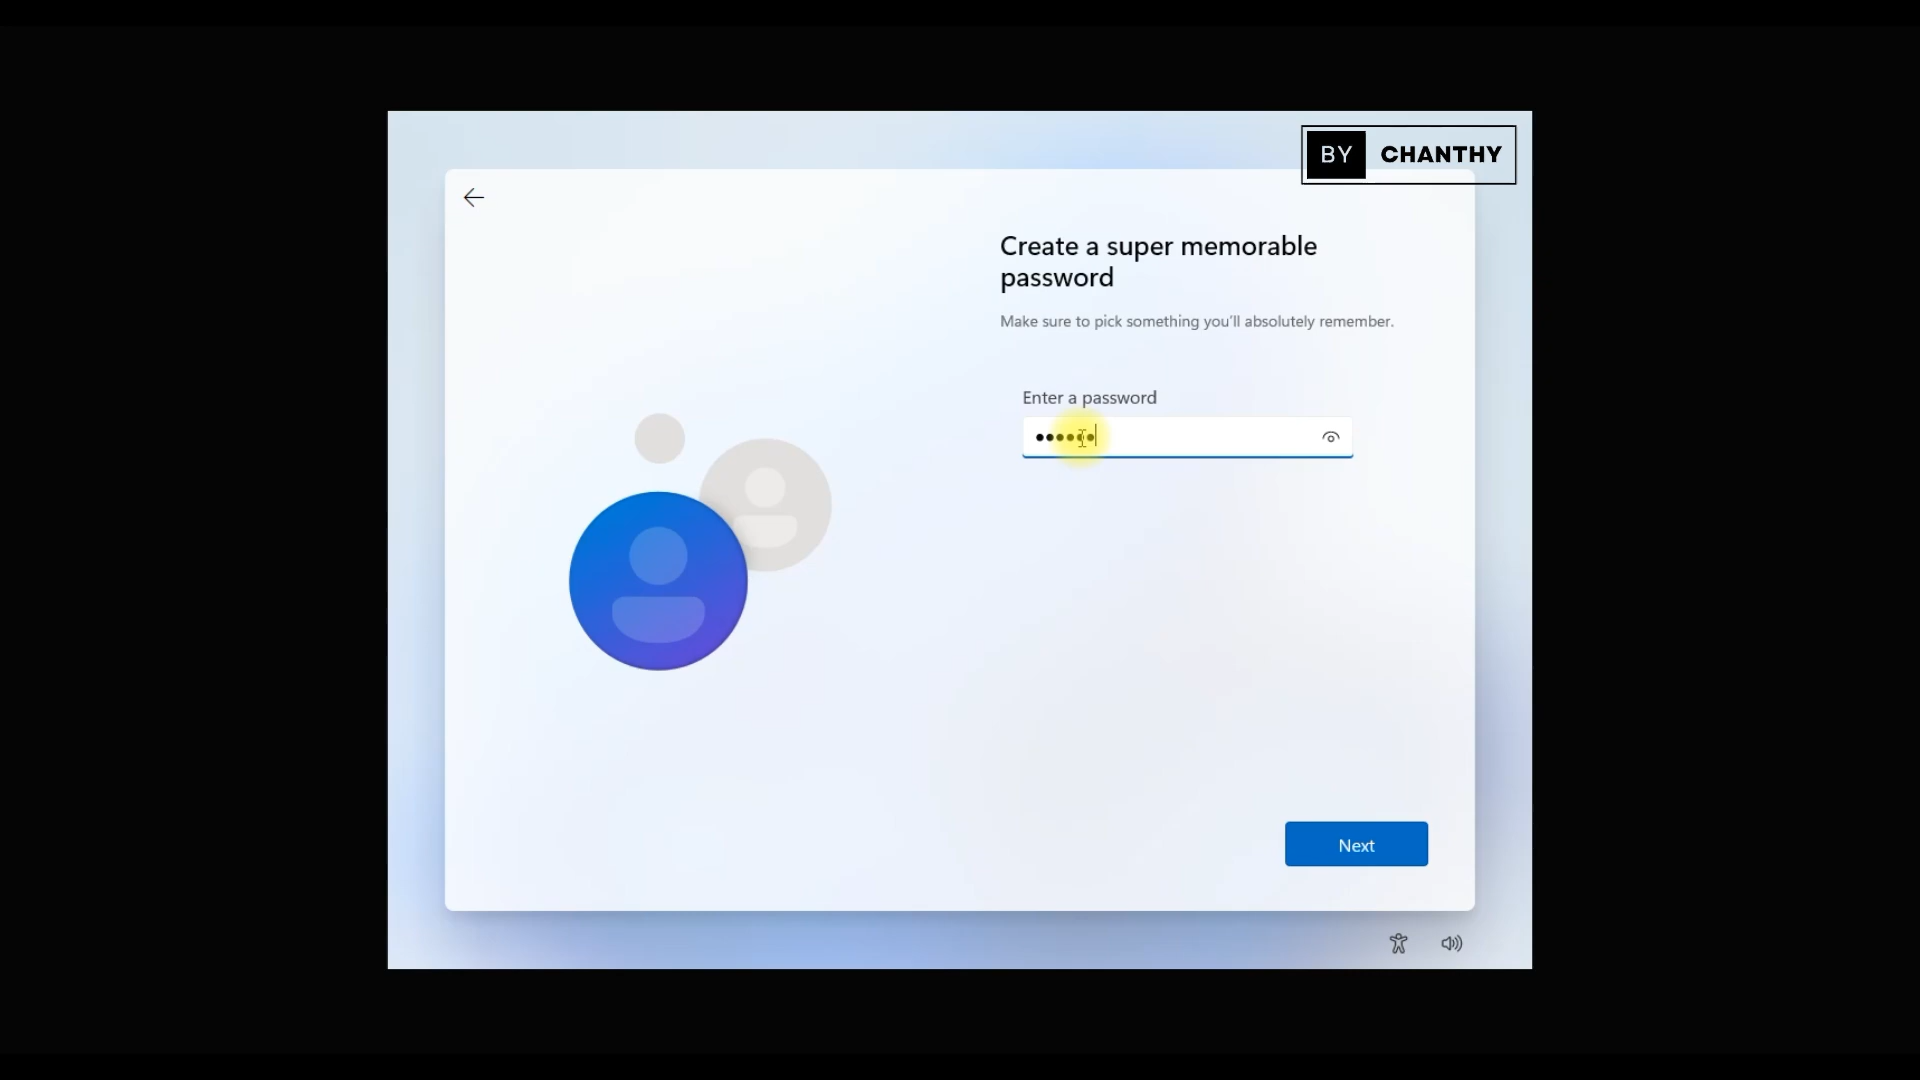 BY CHANTHY
Create a super memorable
password
Make sure to pick something you'll absolutely remember.
Enter a password
Next